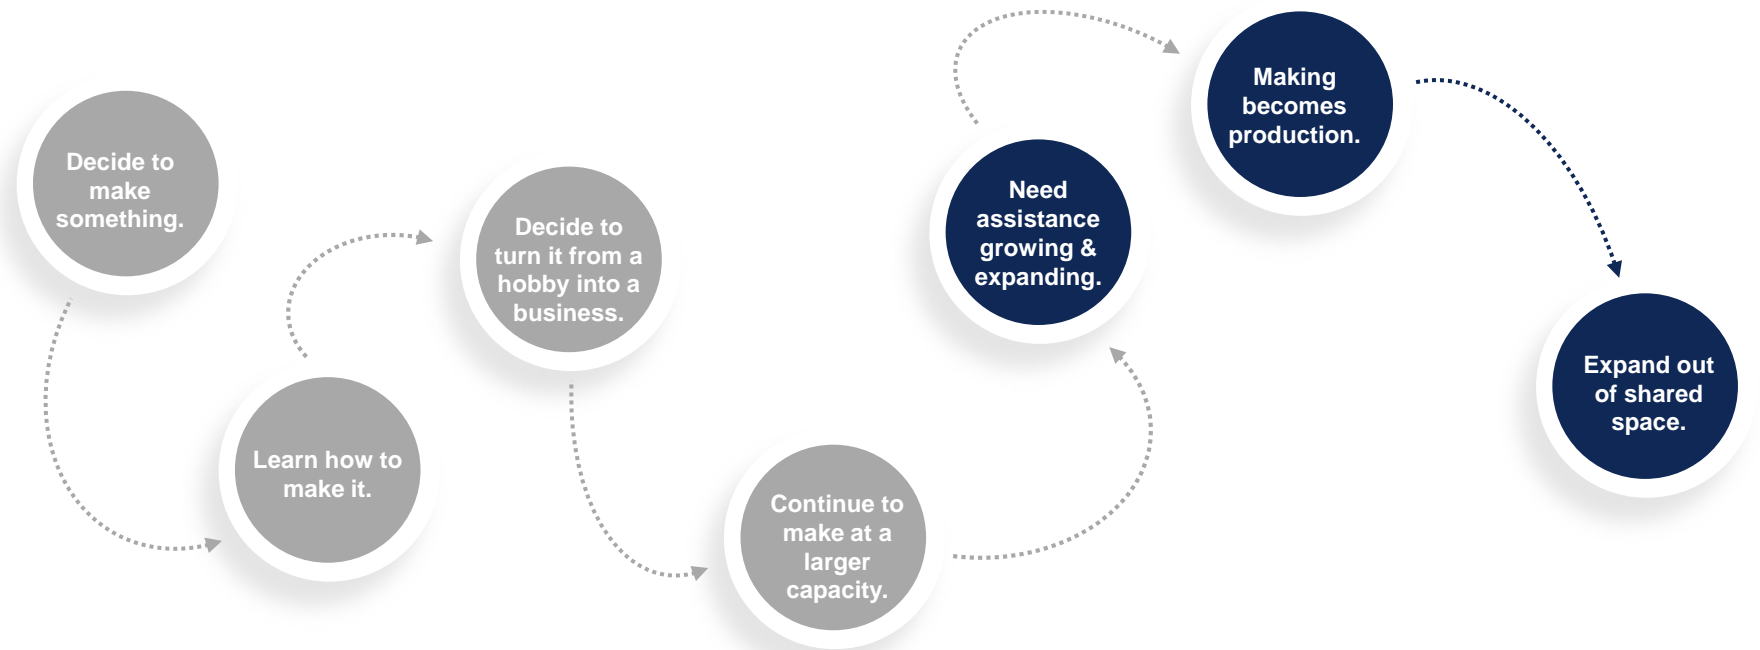 Decide to
make
something.
Learn how to
make it.
Decide to
turn it from a
hobby into a
business.
Continue to
make at a
larger
capacity.
Need
assistance
growing &
expanding.
Making
becomes
production.
Expand out
of shared
space.